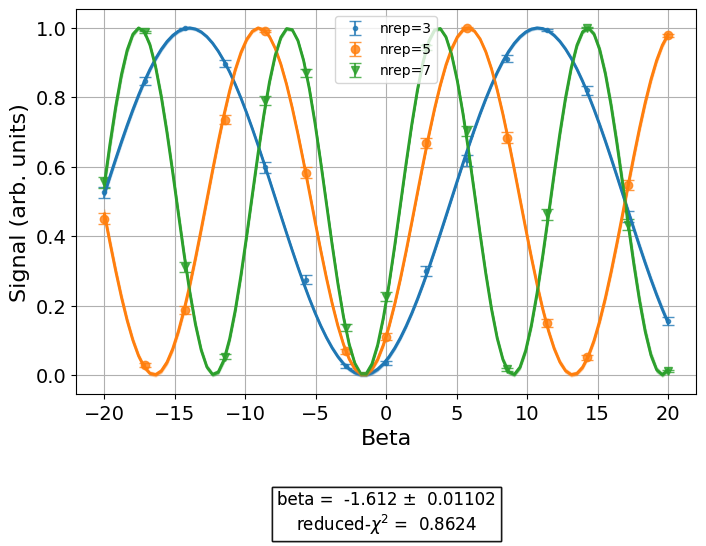 1.0
0.8
0.6
0.4
0.2
0.0
Signal (arb. units)
nrep=3
nrep=5
nrep=7
−20 −15 −10 −5 0 5 10 15 20
Beta
beta =  -1.612 ±  0.01102
reduced-χ² =  0.8624